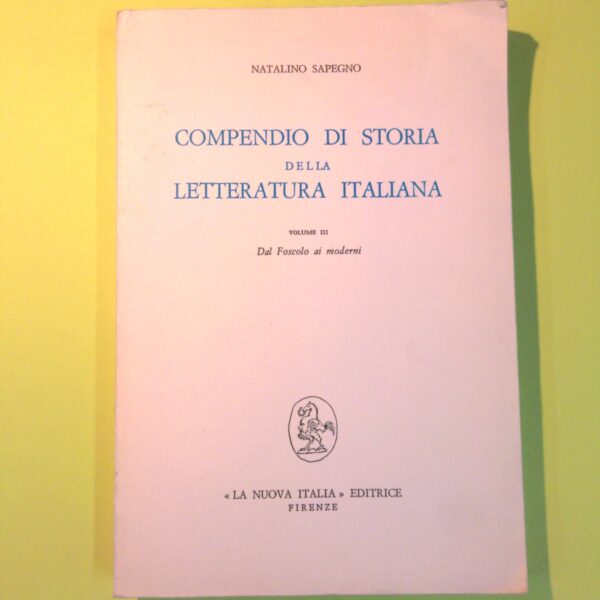 NATALINO SAPEGNO
COMPENDIO DI STORIA
DELLA
LETTERATURA ITALIANA
VOLUME III
Dal Foscolo ai moderni
« LA NUOVA ITALIA » EDITRICE
FIRENZE